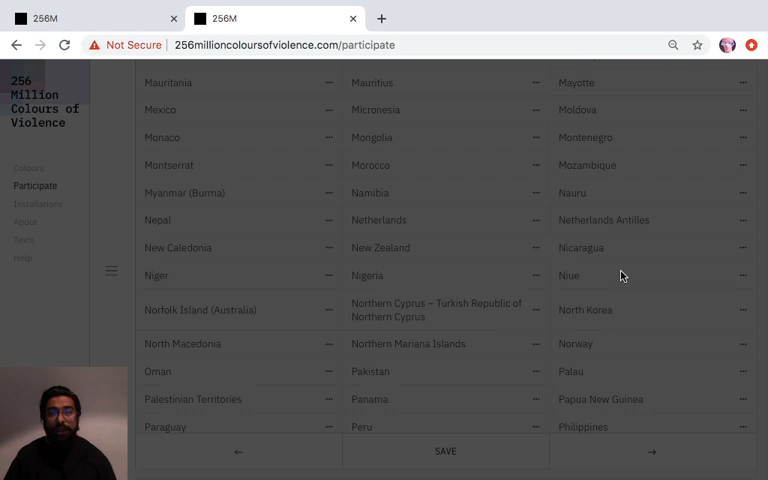 256M
256M
Not Secure | 256millioncoloursofviolence.com/participate
256
Million
Colours of
Violence
Colours
Participate
Installations
About
Texts
Help
Mauritania ··· Mauritius ··· Mayotte ···
Mexico ··· Micronesia ··· Moldova ···
Monaco ··· Mongolia ··· Montenegro ···
Montserrat ··· Morocco ··· Mozambique ···
Myanmar (Burma) ··· Namibia ··· Nauru ···
Nepal ··· Netherlands ··· Netherlands Antilles ···
New Caledonia ··· New Zealand ··· Nicaragua ···
Niger ··· Nigeria ··· Niue ···
Norfolk Island (Australia) ··· Northern Cyprus – Turkish Republic of
Northern Cyprus ··· North Korea ···
North Macedonia ··· Northern Mariana Islands ··· Norway ···
Oman ··· Pakistan ··· Palau ···
Palestinian Territories ··· Panama ··· Papua New Guinea ···
Paraguay ··· Peru ··· Philippines ···
← SAVE →